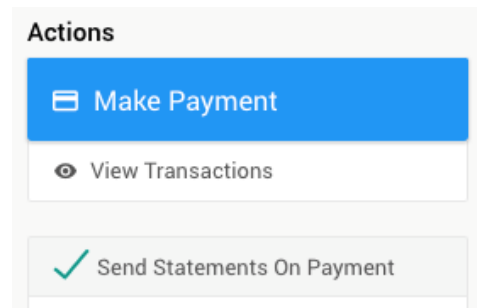 Actions
Make Payment
View Transactions
Send Statements On Payment